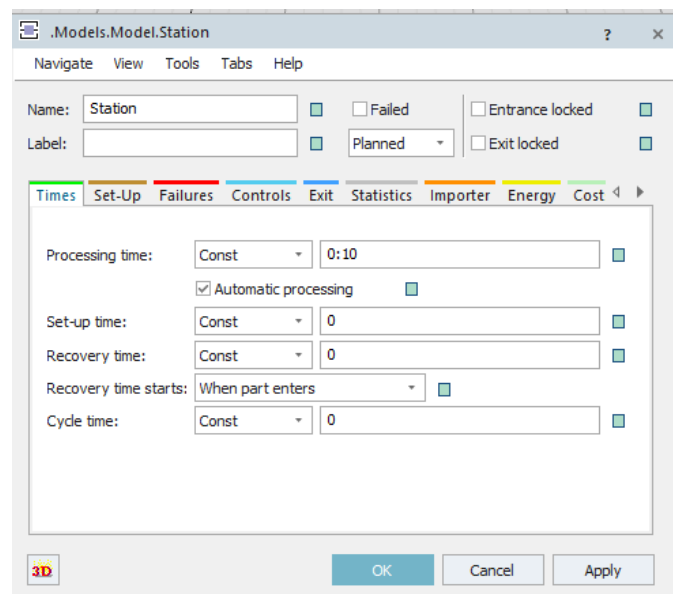 .Models.Model.Station ? ×
Navigate View Tools Tabs Help
Name: Station Failed Entrance locked
Label: Planned Exit locked
Times Set-Up Failures Controls Exit Statistics Importer Energy Cost
Processing time: Const 0:10
Automatic processing
Set-up time: Const 0
Recovery time: Const 0
Recovery time starts: When part enters
Cycle time: Const 0
3D OK Cancel Apply